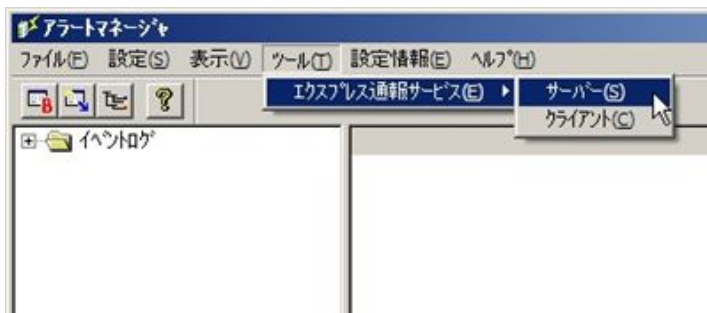 アラートマネージャ
ファイル(F) 設定(S) 表示(V) ツール(T) 設定情報(E) ヘルプ(H)
エクスプレス通報サービス(E) サーバー(S)
クライアント(C)
イベントログ